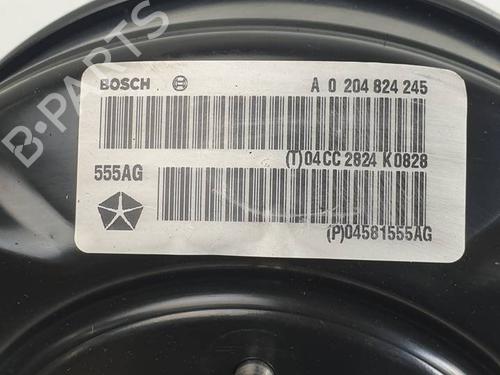 B-PARTS
BOSCH A 0 204 824 245
(T)04CC 2824 K0828
555AG
(P)04581555AG